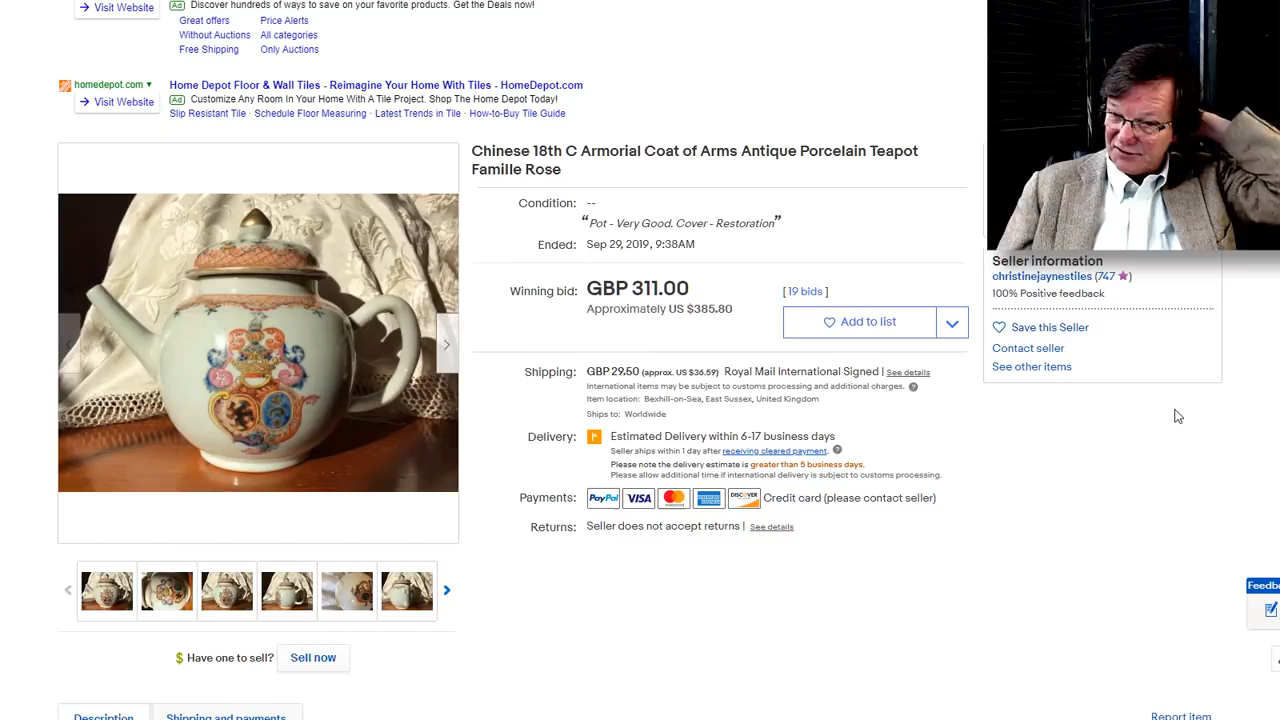 → Visit Website
Ad Discover hundreds of ways to save on your favorite products. Get the Deals now!
Great offers Price Alerts
Without Auctions All categories
Free Shipping Only Auctions
homedepot.com ▾ Home Depot Floor & Wall Tiles - Reimagine Your Home With Tiles - HomeDepot.com
→ Visit Website Ad Customize Any Room In Your Home With A Tile Project. Shop The Home Depot Today!
Slip Resistant Tile · Schedule Floor Measuring · Latest Trends in Tile · How-to-Buy Tile Guide
Chinese 18th C Armorial Coat of Arms Antique Porcelain Teapot
Famille Rose
Condition: --
“Pot - Very Good. Cover - Restoration”
Ended: Sep 29, 2019, 9:38AM
Winning bid: GBP 311.00 [ 19 bids ]
Approximately US $385.80
Add to list
Shipping: GBP 29.50 (approx. US $36.59) Royal Mail International Signed | See details
International items may be subject to customs processing and additional charges.
Item location: Bexhill-on-Sea, East Sussex, United Kingdom
Ships to: Worldwide
Delivery: Estimated Delivery within 6-17 business days
Seller ships within 1 day after receiving cleared payment.
Please note the delivery estimate is greater than 5 business days.
Please allow additional time if international delivery is subject to customs processing.
Payments: PayPal VISA mastercard AMERICAN EXPRESS DISCOVER Credit card (please contact seller)
Returns: Seller does not accept returns | See details
Seller information
christinejaynestiles (747 ★)
100% Positive feedback
Save this Seller
Contact seller
See other items
Feedba
$ Have one to sell? Sell now
Description Shipping and payments
Report item